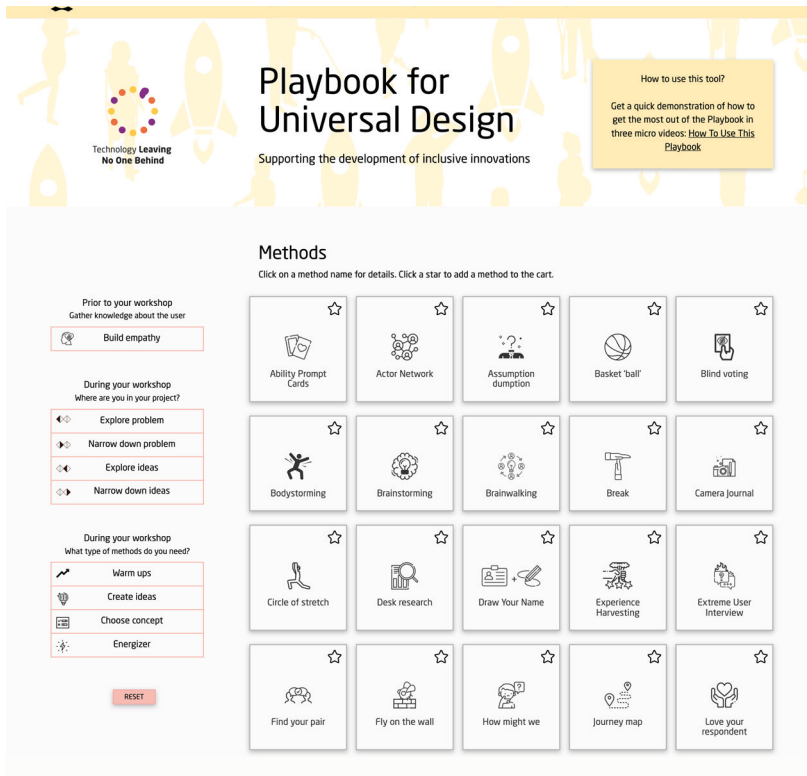 Technology Leaving
No One Behind
Playbook for
Universal Design
Supporting the development of inclusive innovations
How to use this tool?
Get a quick demonstration of how to
get the most out of the Playbook in
three micro videos: How To Use This
Playbook
Methods
Click on a method name for details. Click a star to add a method to the cart.
Prior to your workshop
Gather knowledge about the user
Build empathy
During your workshop
Where are you in your project?
Explore problem
Narrow down problem
Explore ideas
Narrow down ideas
During your workshop
What type of methods do you need?
Warm ups
Create ideas
Choose concept
Energizer
RESET
Ability Prompt
Cards
Actor Network
Assumption
dumption
Basket 'ball'
Blind voting
Bodystorming
Brainstorming
Brainwalking
Break
Camera Journal
Circle of stretch
Desk research
Draw Your Name
Experience
Harvesting
Extreme User
Interview
Find your pair
Fly on the wall
How might we
Journey map
Love your
respondent